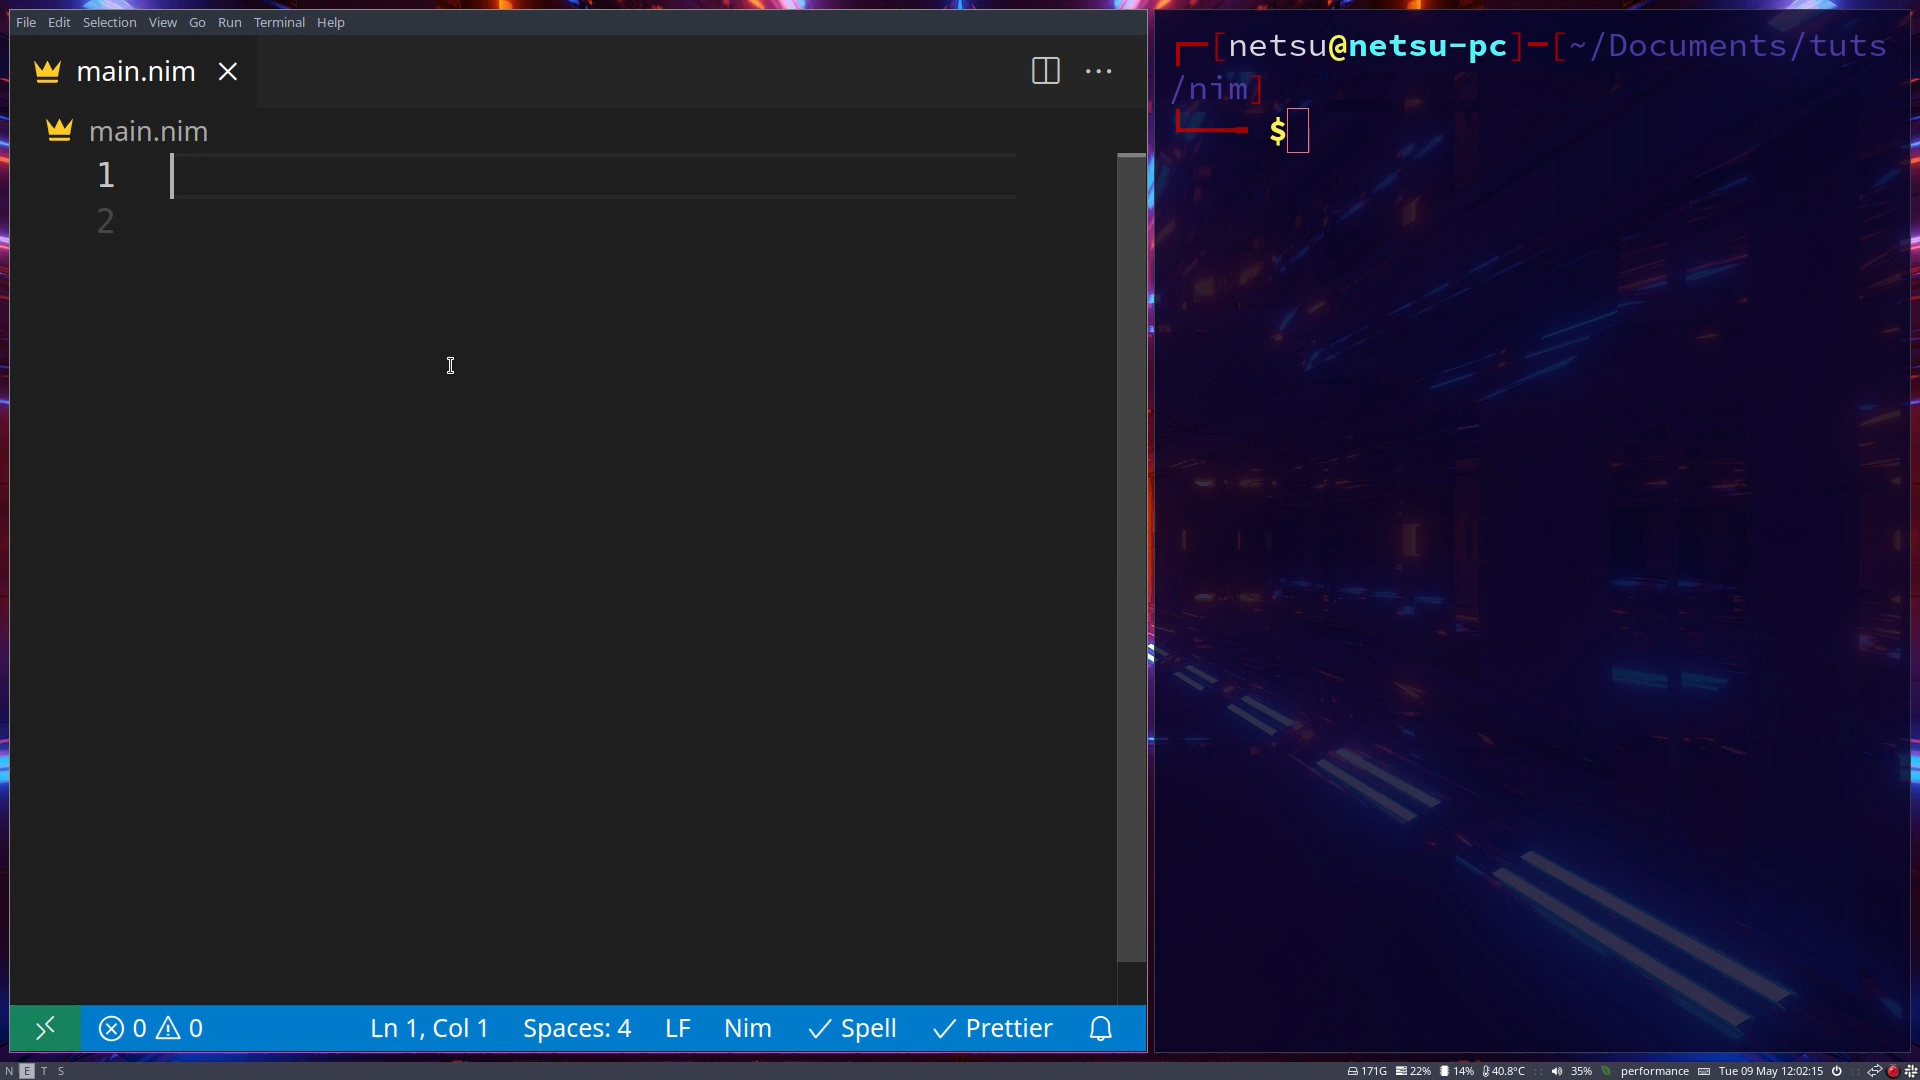 File Edit Selection View Go Run Terminal Help
main.nim
main.nim
1
2
0 0 Ln 1, Col 1 Spaces: 4 LF Nim Spell Prettier
[netsu@netsu-pc]-[~/Documents/tuts
/nim]
$
N E T S 171G 22% 14% 40.8°C 35% performance Tue 09 May 12:02:15